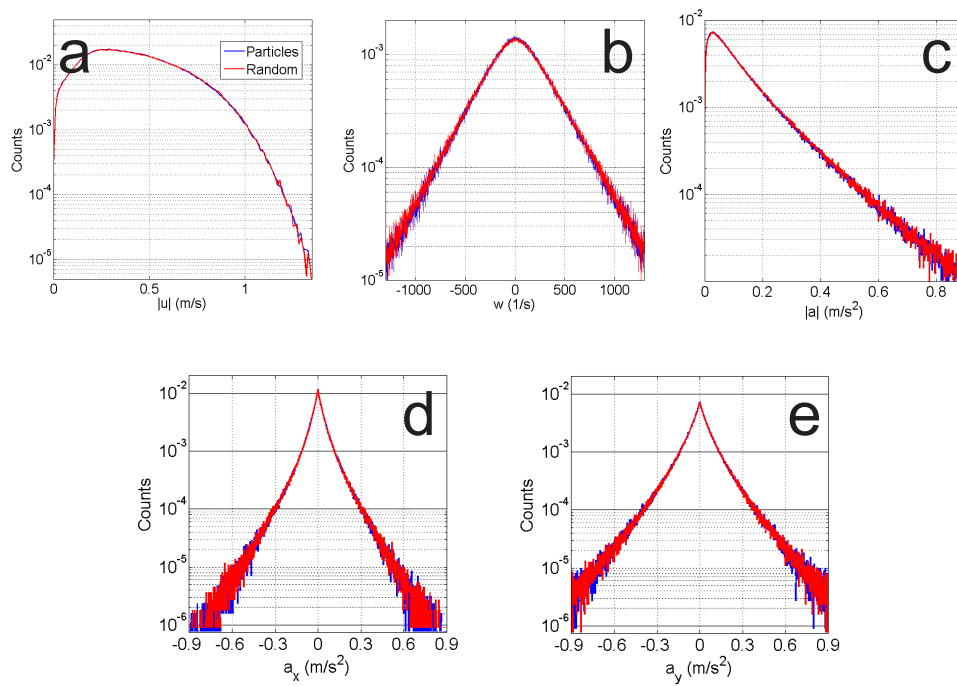 a
Particles
Random
10^-2
10^-3
10^-4
10^-5
Counts
0
0.5
1
|u| (m/s)
b
10^-3
10^-4
10^-5
Counts
-1000
-500
0
500
1000
w (1/s)
c
10^-2
10^-3
10^-4
Counts
0
0.2
0.4
0.6
0.8
|a| (m/s²)
d
10^-2
10^-3
10^-4
10^-5
10^-6
Counts
-0.9
-0.6
-0.3
0
0.3
0.6
0.9
a_x (m/s²)
e
10^-2
10^-3
10^-4
10^-5
10^-6
Counts
-0.9
-0.6
-0.3
0
0.3
0.6
0.9
a_y (m/s²)